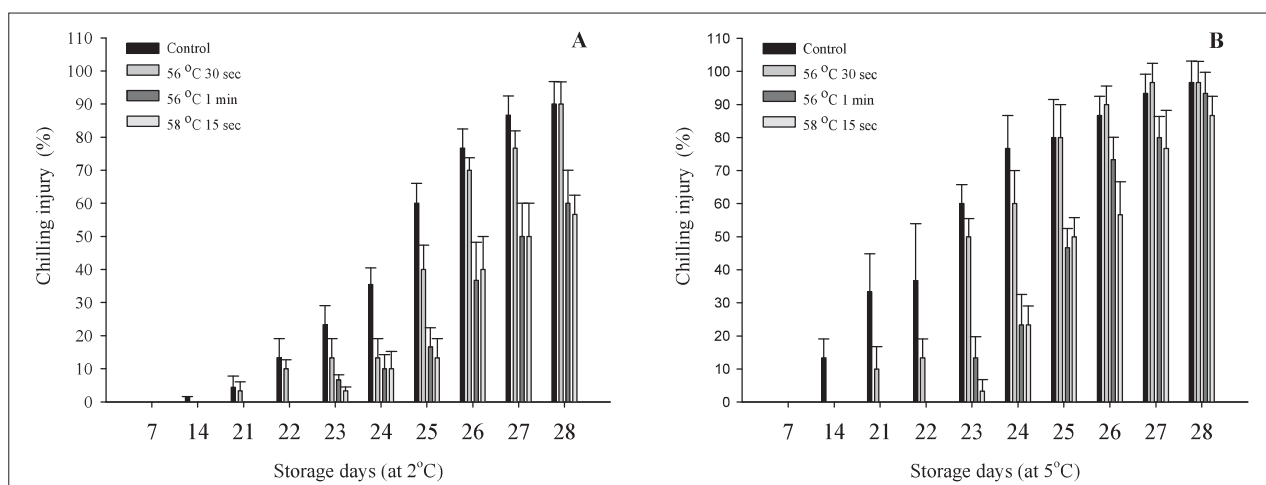 A
Control
56 °C 30 sec
56 °C 1 min
58 °C 15 sec
Chilling injury (%)
110
100
90
80
70
60
50
40
30
20
10
0
7 14 21 22 23 24 25 26 27 28
Storage days (at 2°C)
B
Control
56 °C 30 sec
56 °C 1 min
58 °C 15 sec
Chilling injury (%)
110
100
90
80
70
60
50
40
30
20
10
0
7 14 21 22 23 24 25 26 27 28
Storage days (at 5°C)